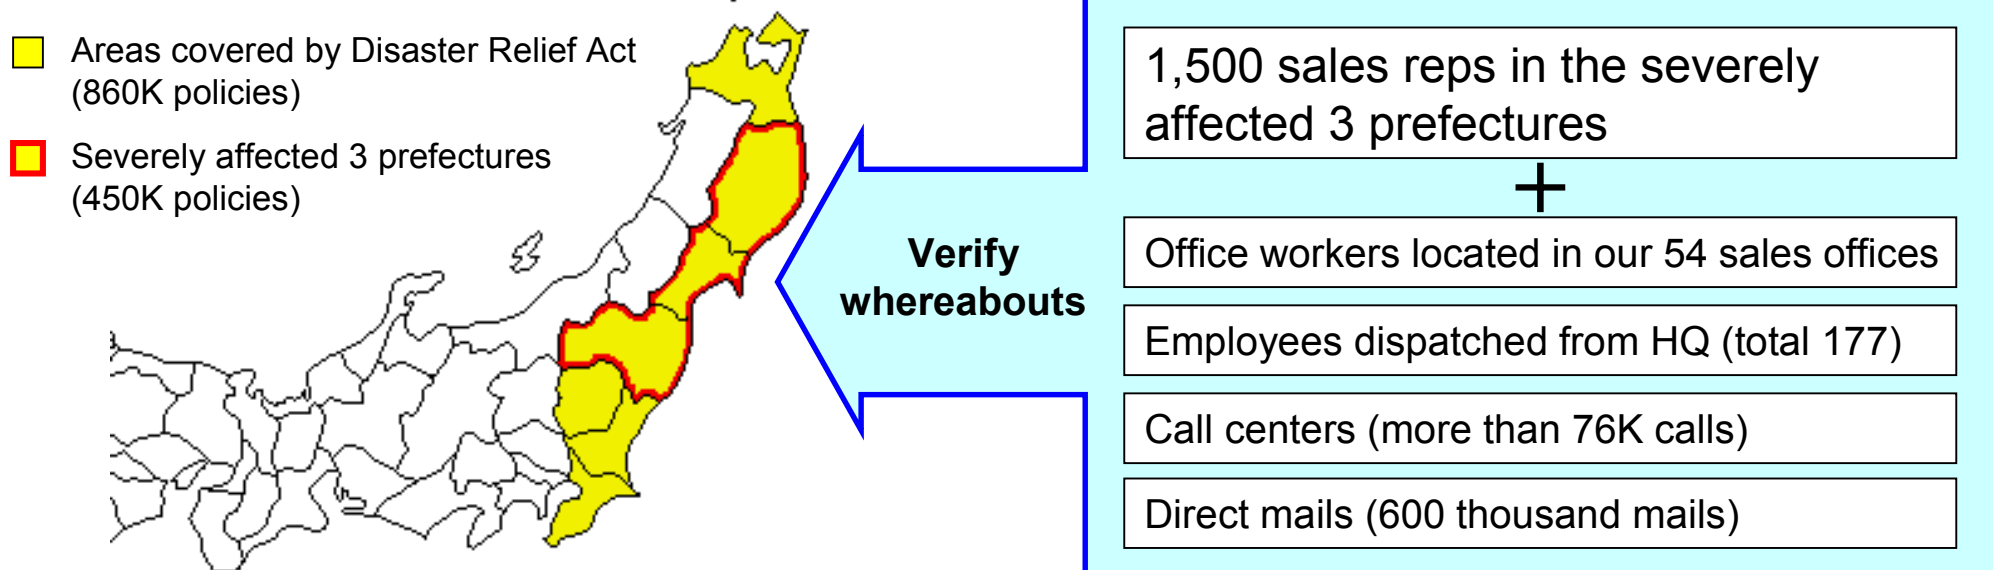 Areas covered by Disaster Relief Act
(860K policies)
Severely affected 3 prefectures
(450K policies)
Verify
whereabouts
1,500 sales reps in the severely
affected 3 prefectures
+
Office workers located in our 54 sales offices
Employees dispatched from HQ (total 177)
Call centers (more than 76K calls)
Direct mails (600 thousand mails)